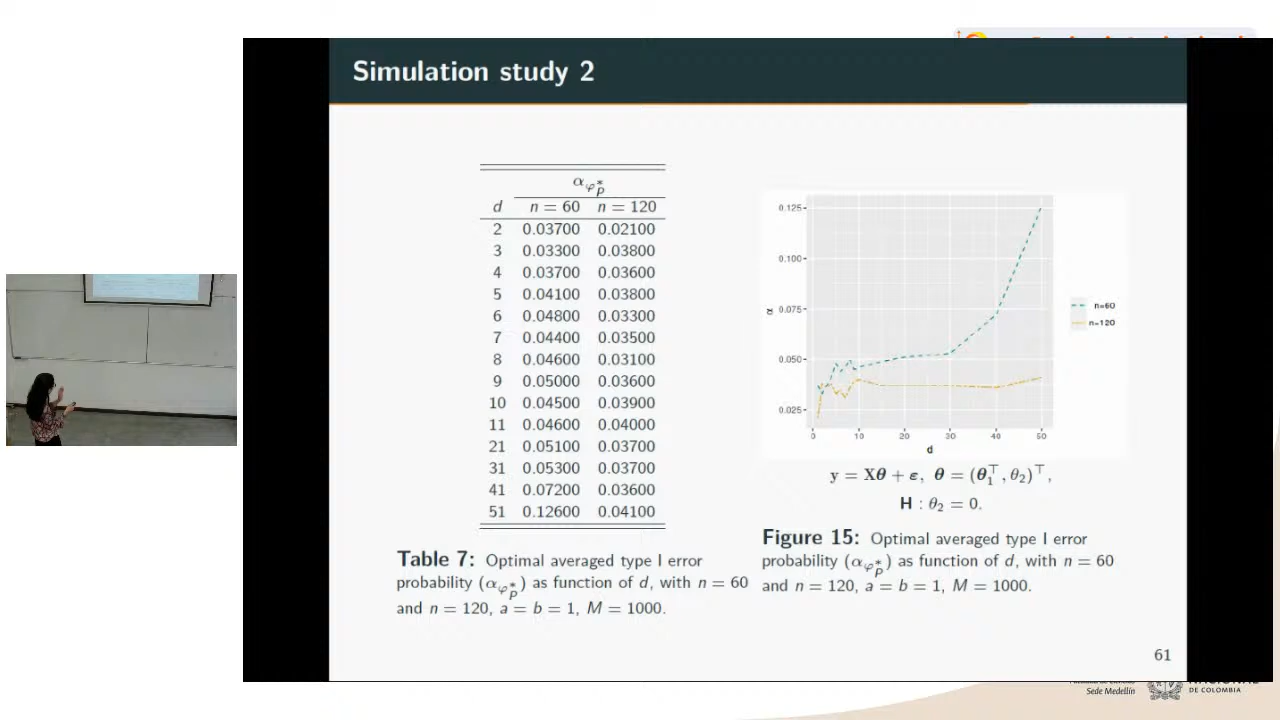 Simulation study 2
α φ*p
d n = 60 n = 120
2 0.03700 0.02100
3 0.03300 0.03800
4 0.03700 0.03600
5 0.04100 0.03800
6 0.04800 0.03300
7 0.04400 0.03500
8 0.04600 0.03100
9 0.05000 0.03600
10 0.04500 0.03900
11 0.04600 0.04000
21 0.05100 0.03700
31 0.05300 0.03700
41 0.07200 0.03600
51 0.12600 0.04100
Table 7: Optimal averaged type I error
probability (αφ*p) as function of d, with n = 60
and n = 120, a = b = 1, M = 1000.
0.125
0.100
0.075
0.050
0.025
α
0 10 20 30 40 50
d
n=60
n=120
y = Xθ + ε, θ = (θ₁⊤, θ₂)⊤,
H : θ₂ = 0.
Figure 15: Optimal averaged type I error
probability (αφ*p) as function of d, with n = 60
and n = 120, a = b = 1, M = 1000.
61
Sede Medellín
DE COLOMBIA